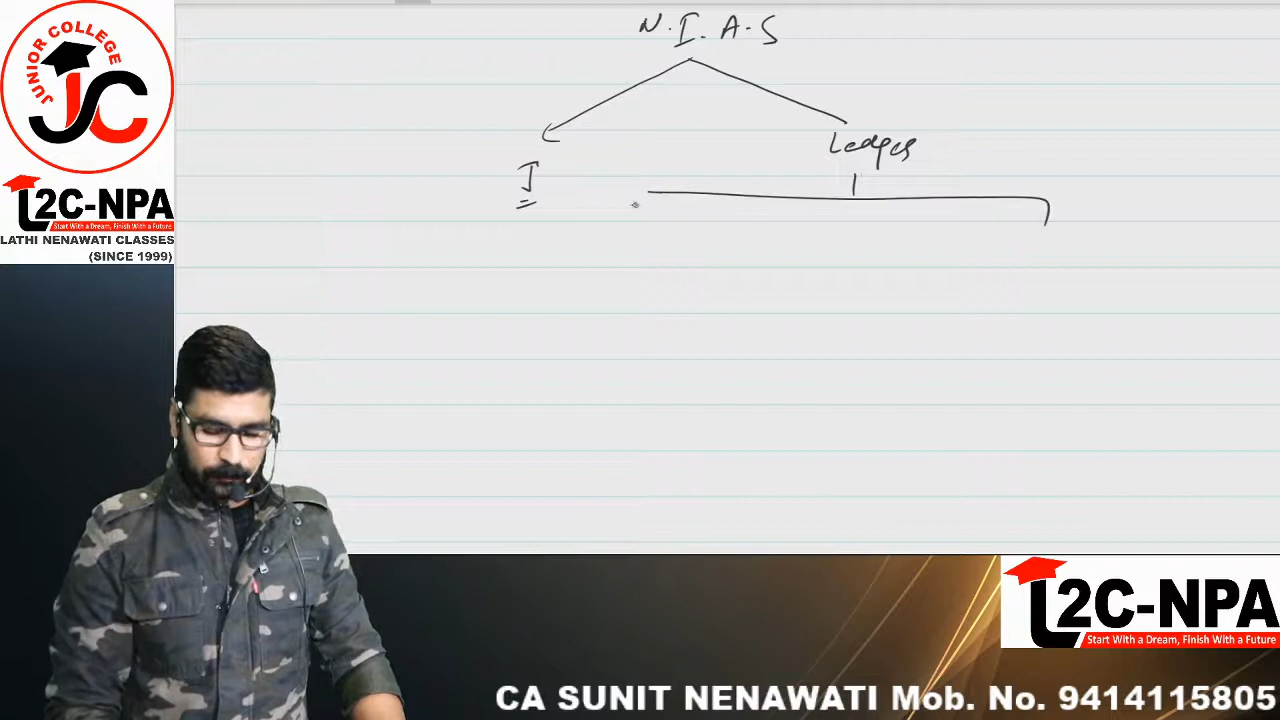 JUNIOR COLLEGE
JC
L2C-NPA
Start With a Dream, Finish With a Future
LATHI NENAWATI CLASSES
(SINCE 1999)
N.I.A.S
J
Ledger
L2C-NPA
Start With a Dream, Finish With a Future
CA SUNIT NENAWATI Mob. No. 9414115805